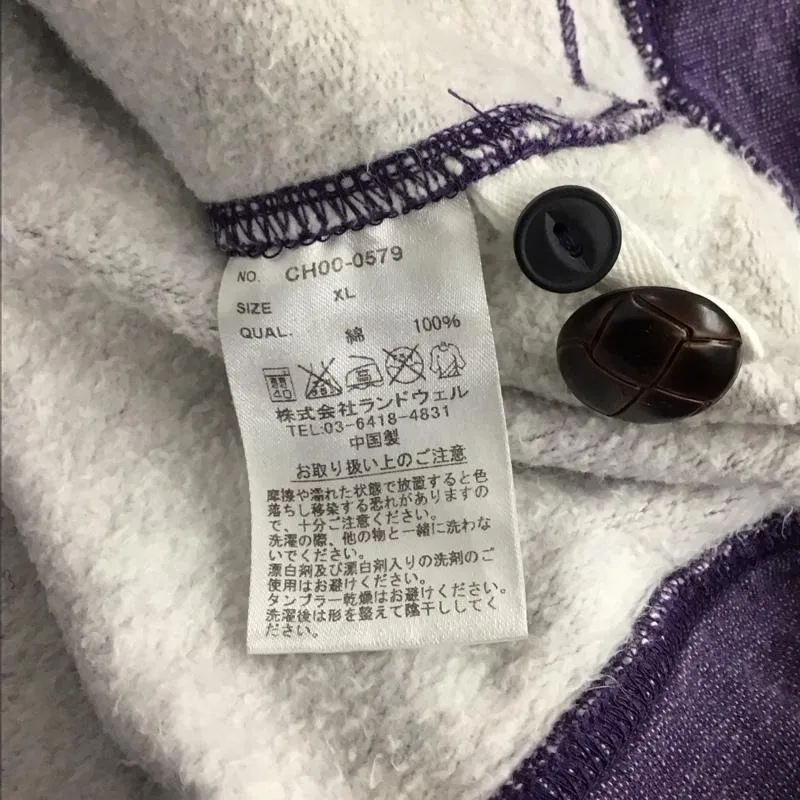 NO. CH00-0579
SIZE XL
QUAL. 綿 100%
40 高
株式会社ランドウェル
TEL:03-6418-4831
中国製
お取り扱い上のご注意
摩擦や濡れた状態で放置すると色
落ちし移染する恐れがありますの
で、十分ご注意ください。
洗濯の際、他の物と一緒に洗わな
いでください。
漂白剤及び漂白剤入りの洗剤のご
使用はお避けください。
タンブラー乾燥はお避けください。
洗濯後は形を整えて陰干ししてく
ださい。